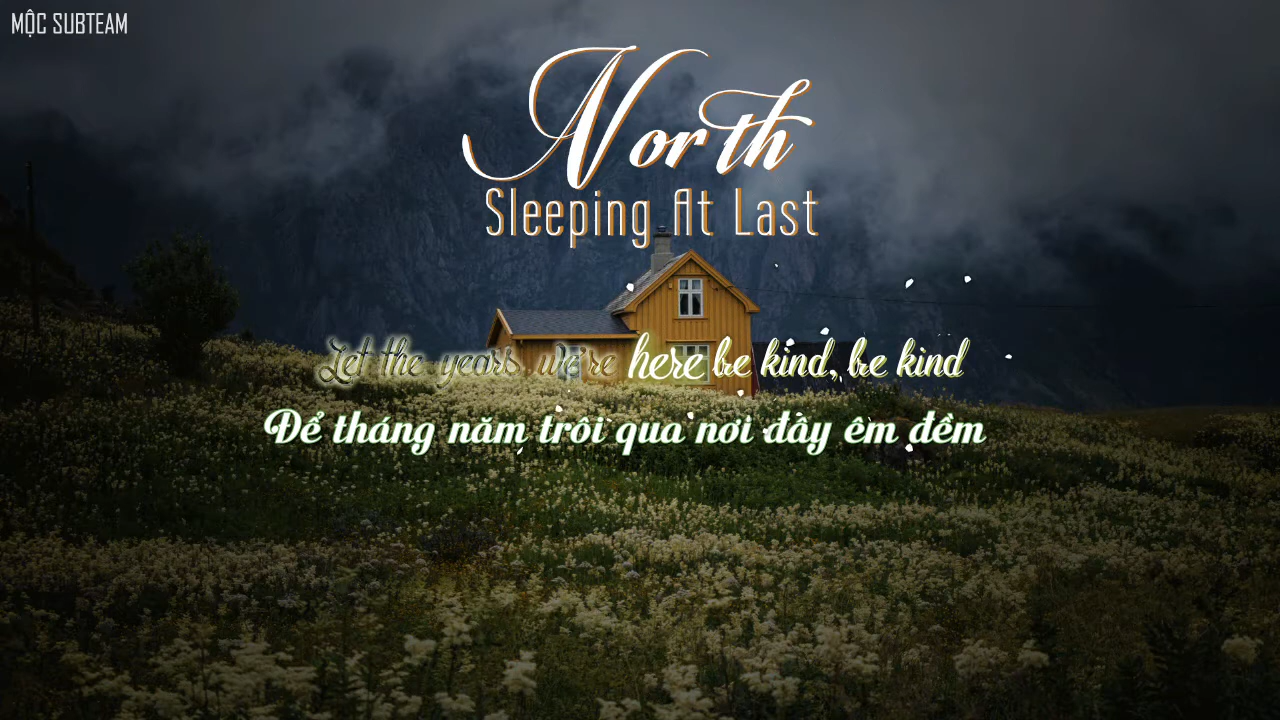 MỘC SUBTEAM
North
Sleeping At Last
Let the years we're here be kind, be kind
Để tháng năm trôi qua nơi đây êm đềm